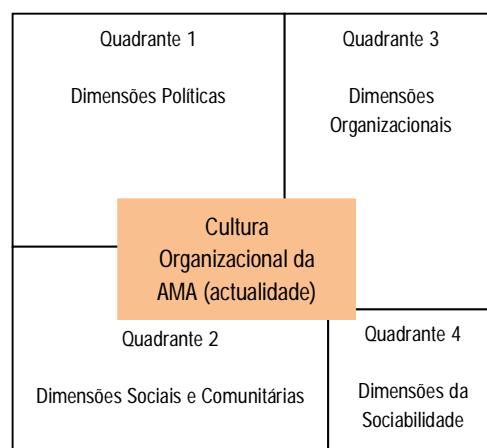 Quadrante 1
Dimensões Políticas
Quadrante 3
Dimensões
Organizacionais
Cultura
Organizacional da
AMA (actualidade)
Quadrante 2
Dimensões Sociais e Comunitárias
Quadrante 4
Dimensões da
Sociabilidade